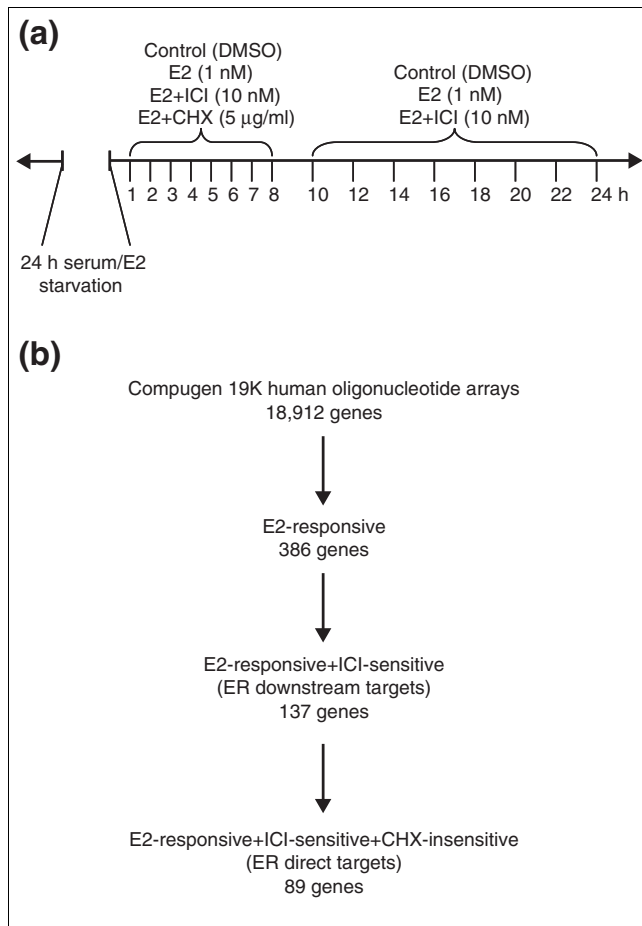 (a)
Control (DMSO)
E2 (1 nM)
E2+ICI (10 nM)
E2+CHX (5 μg/ml)
Control (DMSO)
E2 (1 nM)
E2+ICI (10 nM)
1 2 3 4 5 6 7 8 10 12 14 16 18 20 22 24 h
24 h serum/E2
starvation
(b)
Compugen 19K human oligonucleotide arrays
18,912 genes
E2-responsive
386 genes
E2-responsive+ICI-sensitive
(ER downstream targets)
137 genes
E2-responsive+ICI-sensitive+CHX-insensitive
(ER direct targets)
89 genes